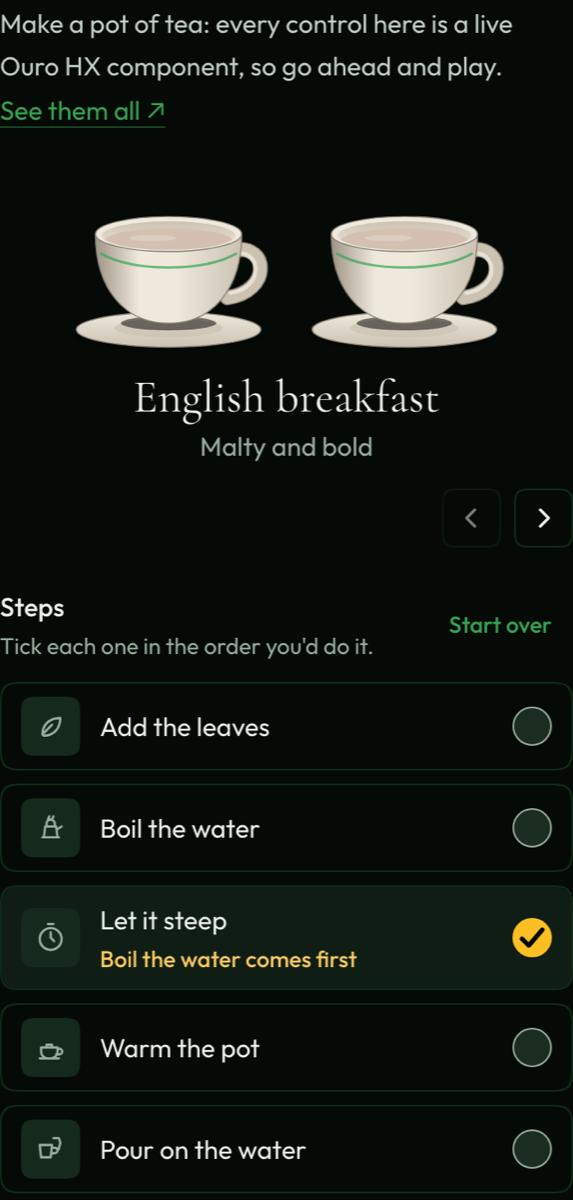 Make a pot of tea: every control here is a live
Ouro HX component, so go ahead and play.
See them all ↗
English breakfast
Malty and bold
Steps
Tick each one in the order you'd do it.
Start over
Add the leaves
Boil the water
Let it steep
Boil the water comes first
Warm the pot
Pour on the water